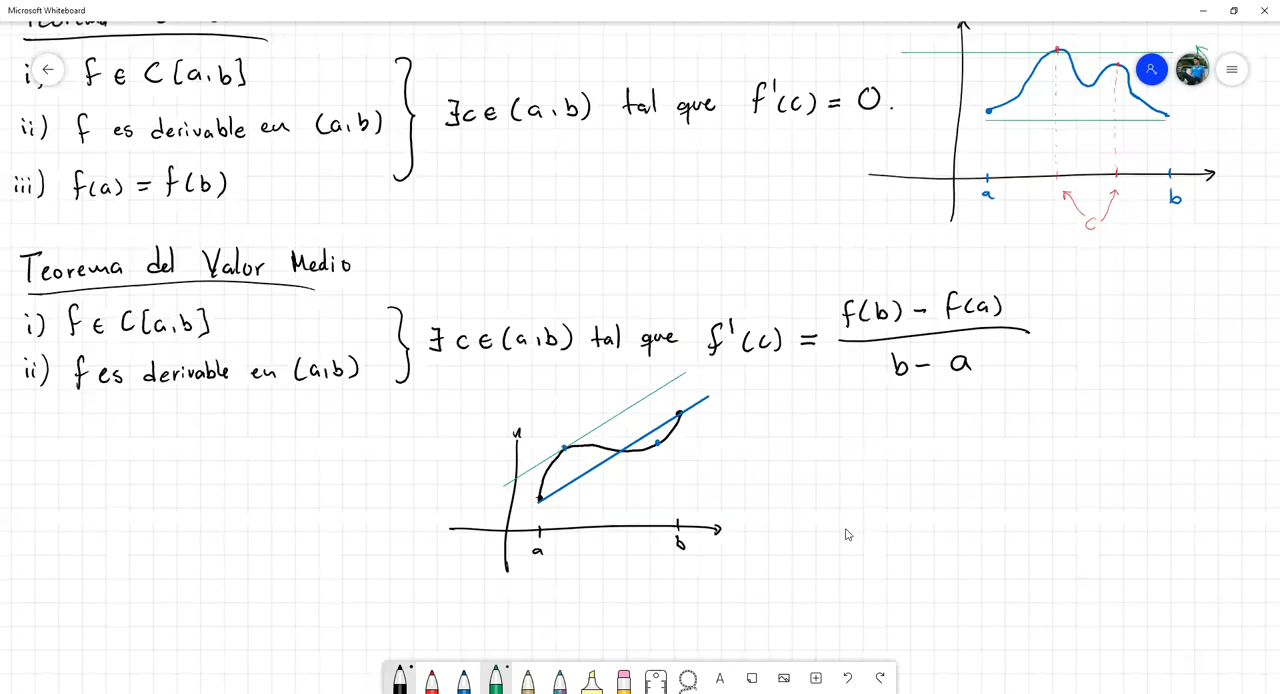 Microsoft Whiteboard
Teorema
i) f ∈ C[a,b]
ii) f es derivable en (a,b)
iii) f(a) = f(b)
∃ c ∈ (a,b) tal que f'(c) = 0.
a
b
c
Teorema del Valor Medio
i) f ∈ C[a,b]
ii) f es derivable en (a,b)
∃ c ∈ (a,b) tal que f'(c) = f(b) - f(a) / b - a
a
b
A